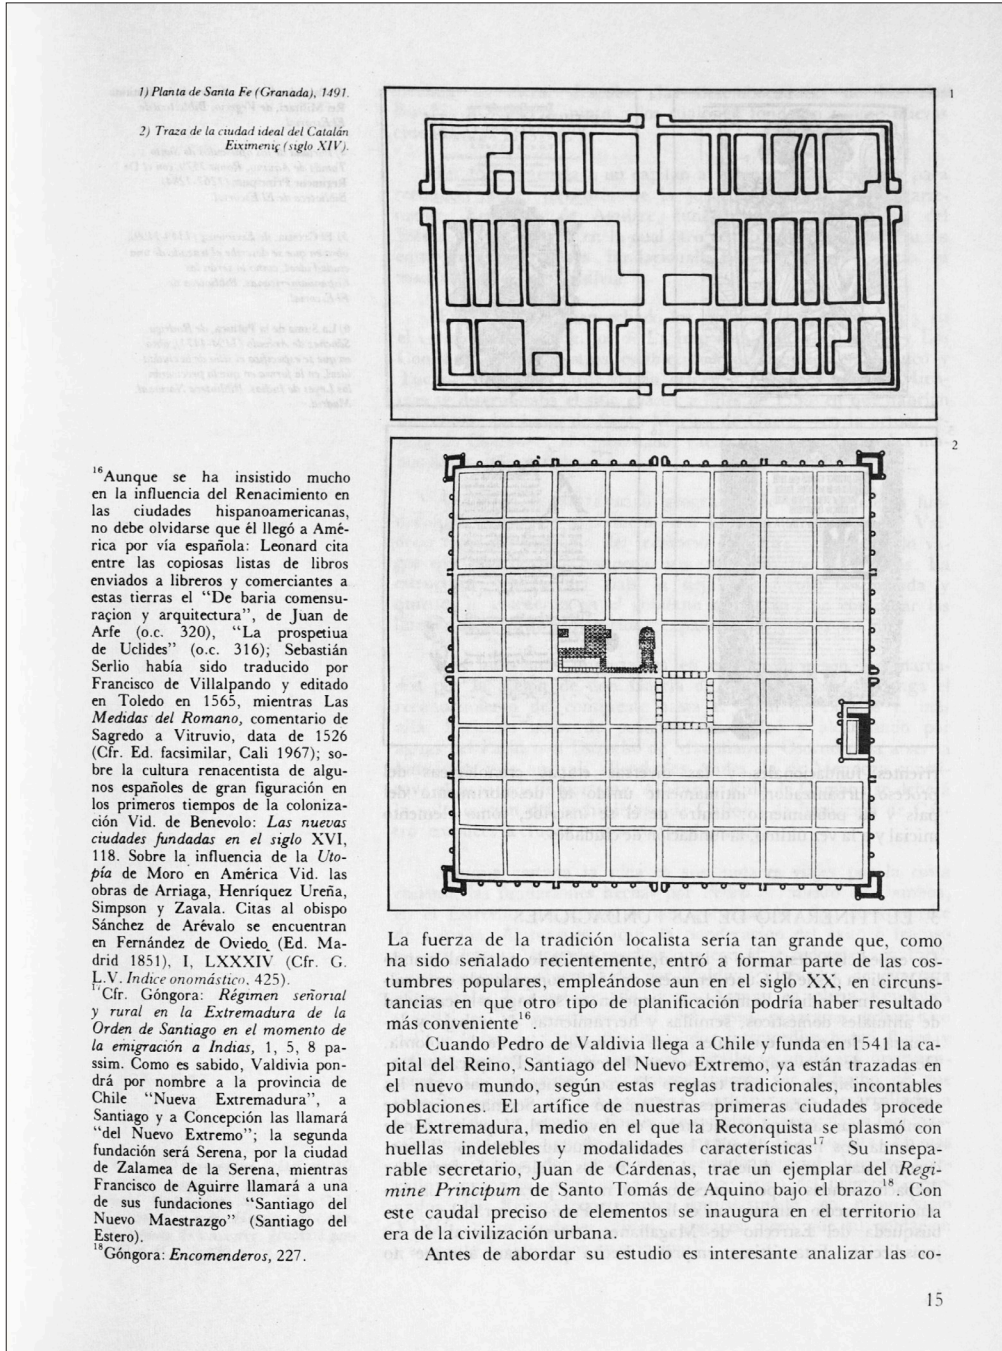 1) Planta de Santa Fe (Granada), 1491.
2) Traza de la ciudad ideal del Catalán
Eiximeniç (siglo XIV).
1
2
¹⁶Aunque se ha insistido mucho
en la influencia del Renacimiento en
las ciudades hispanoamericanas,
no debe olvidarse que él llegó a Amé-
rica por vía española: Leonard cita
entre las copiosas listas de libros
enviados a libreros y comerciantes a
estas tierras el “De baria comensu-
raçion y arquitectura”, de Juan de
Arfe (o.c. 320), “La prospetiua
de Uclides” (o.c. 316); Sebastián
Serlio había sido traducido por
Francisco de Villalpando y editado
en Toledo en 1565, mientras Las
Medidas del Romano, comentario de
Sagredo a Vitruvio, data de 1526
(Cfr. Ed. facsimilar, Cali 1967); so-
bre la cultura renacentista de algu-
nos españoles de gran figuración en
los primeros tiempos de la coloniza-
ción Vid. de Benevolo: Las nuevas
ciudades fundadas en el siglo XVI,
118. Sobre la influencia de la Uto-
pía de Moro en América Vid. las
obras de Arriaga, Henríquez Ureña,
Simpson y Zavala. Citas al obispo
Sánchez de Arévalo se encuentran
en Fernández de Oviedo (Ed. Ma-
drid 1851), I, LXXXIV (Cfr. G.
L.V. Indice onomástico, 425).
¹⁷Cfr. Góngora: Régimen señorial
y rural en la Extremadura de la
Orden de Santiago en el momento de
la emigración a Indias, 1, 5, 8 pa-
ssim. Como es sabido, Valdivia pon-
drá por nombre a la provincia de
Chile “Nueva Extremadura”, a
Santiago y a Concepción las llamará
“del Nuevo Extremo”; la segunda
fundación será Serena, por la ciudad
de Zalamea de la Serena, mientras
Francisco de Aguirre llamará a una
de sus fundaciones “Santiago del
Nuevo Maestrazgo” (Santiago del
Estero).
¹⁸Góngora: Encomenderos, 227.
La fuerza de la tradición localista sería tan grande que, como
ha sido señalado recientemente, entró a formar parte de las cos-
tumbres populares, empleándose aun en el siglo XX, en circuns-
tancias en que otro tipo de planificación podría haber resultado
más conveniente¹⁶.
Cuando Pedro de Valdivia llega a Chile y funda en 1541 la ca-
pital del Reino, Santiago del Nuevo Extremo, ya están trazadas en
el nuevo mundo, según estas reglas tradicionales, incontables
poblaciones. El artífice de nuestras primeras ciudades procede
de Extremadura, medio en el que la Reconquista se plasmó con
huellas indelebles y modalidades características¹⁷ Su insepa-
rable secretario, Juan de Cárdenas, trae un ejemplar del Regi-
mine Principum de Santo Tomás de Aquino bajo el brazo¹⁸. Con
este caudal preciso de elementos se inaugura en el territorio la
era de la civilización urbana.
Antes de abordar su estudio es interesante analizar las co-
15